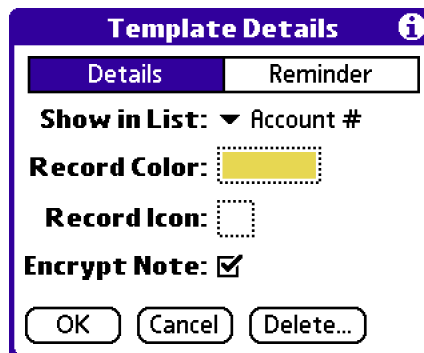 Template Details i
Details Reminder
Show in List: Account #
Record Color:
Record Icon:
Encrypt Note:
OK Cancel Delete...